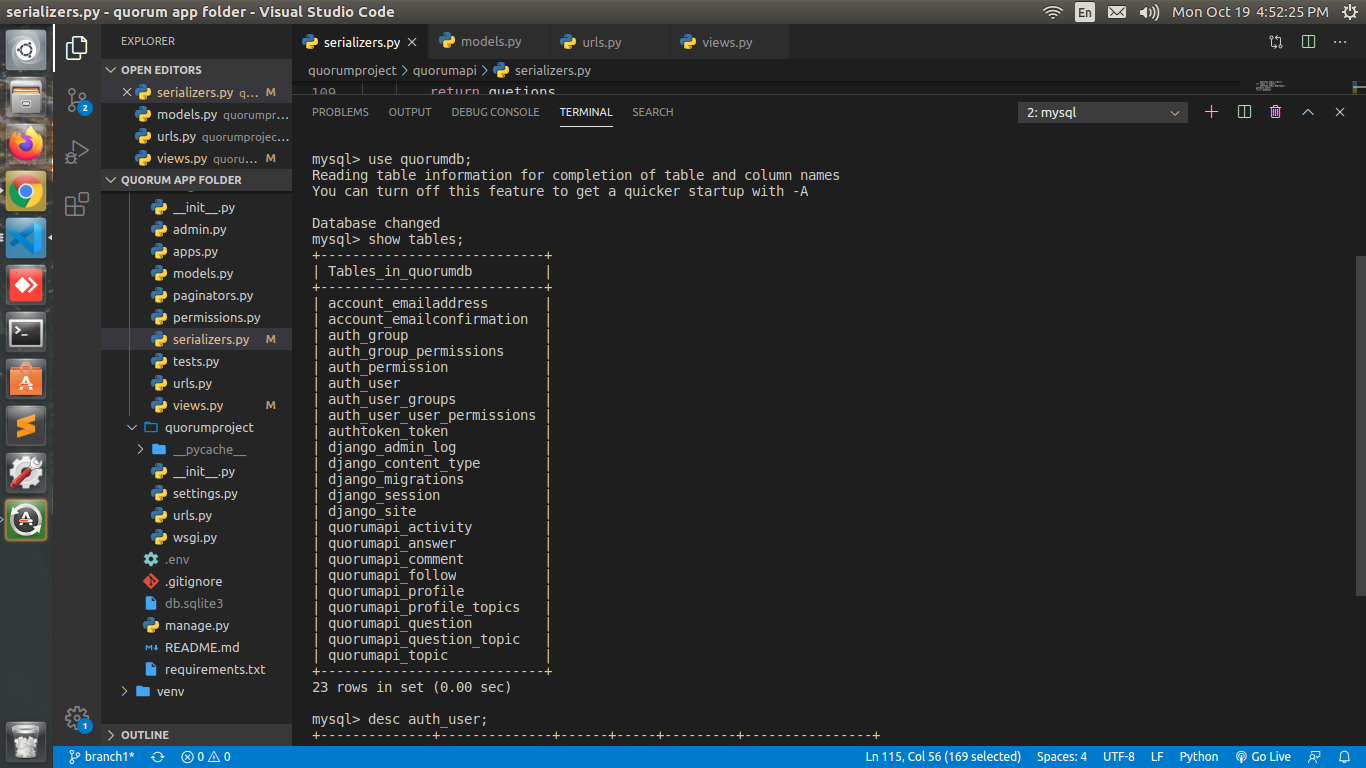 serializers.py - quorum app folder - Visual Studio Code
En
Mon Oct 19 4:52:25 PM
EXPLORER
OPEN EDITORS
serializers.py q... M
models.py quorumpr...
urls.py quorumprojec...
views.py quoru... M
QUORUM APP FOLDER
__init__.py
admin.py
apps.py
models.py
paginators.py
permissions.py
serializers.py M
tests.py
urls.py
views.py M
quorumproject
__pycache__
__init__.py
settings.py
urls.py
wsgi.py
.env
.gitignore
db.sqlite3
manage.py
README.md
requirements.txt
venv
OUTLINE
2
1
serializers.py
models.py
urls.py
views.py
quorumproject > quorumapi > serializers.py
109 return quetions
PROBLEMS OUTPUT DEBUG CONSOLE TERMINAL SEARCH
2: mysql
mysql> use quorumdb;
Reading table information for completion of table and column names
You can turn off this feature to get a quicker startup with -A
Database changed
mysql> show tables;
+---------------------------+
| Tables_in_quorumdb |
+---------------------------+
| account_emailaddress |
| account_emailconfirmation |
| auth_group |
| auth_group_permissions |
| auth_permission |
| auth_user |
| auth_user_groups |
| auth_user_user_permissions |
| authtoken_token |
| django_admin_log |
| django_content_type |
| django_migrations |
| django_session |
| django_site |
| quorumapi_activity |
| quorumapi_answer |
| quorumapi_comment |
| quorumapi_follow |
| quorumapi_profile |
| quorumapi_profile_topics |
| quorumapi_question |
| quorumapi_question_topic |
| quorumapi_topic |
+---------------------------+
23 rows in set (0.00 sec)
mysql> desc auth_user;
+--------------+--------------+------+-----+---------+----------------+
branch1* 0 0 Ln 115, Col 56 (169 selected) Spaces: 4 UTF-8 LF Python Go Live